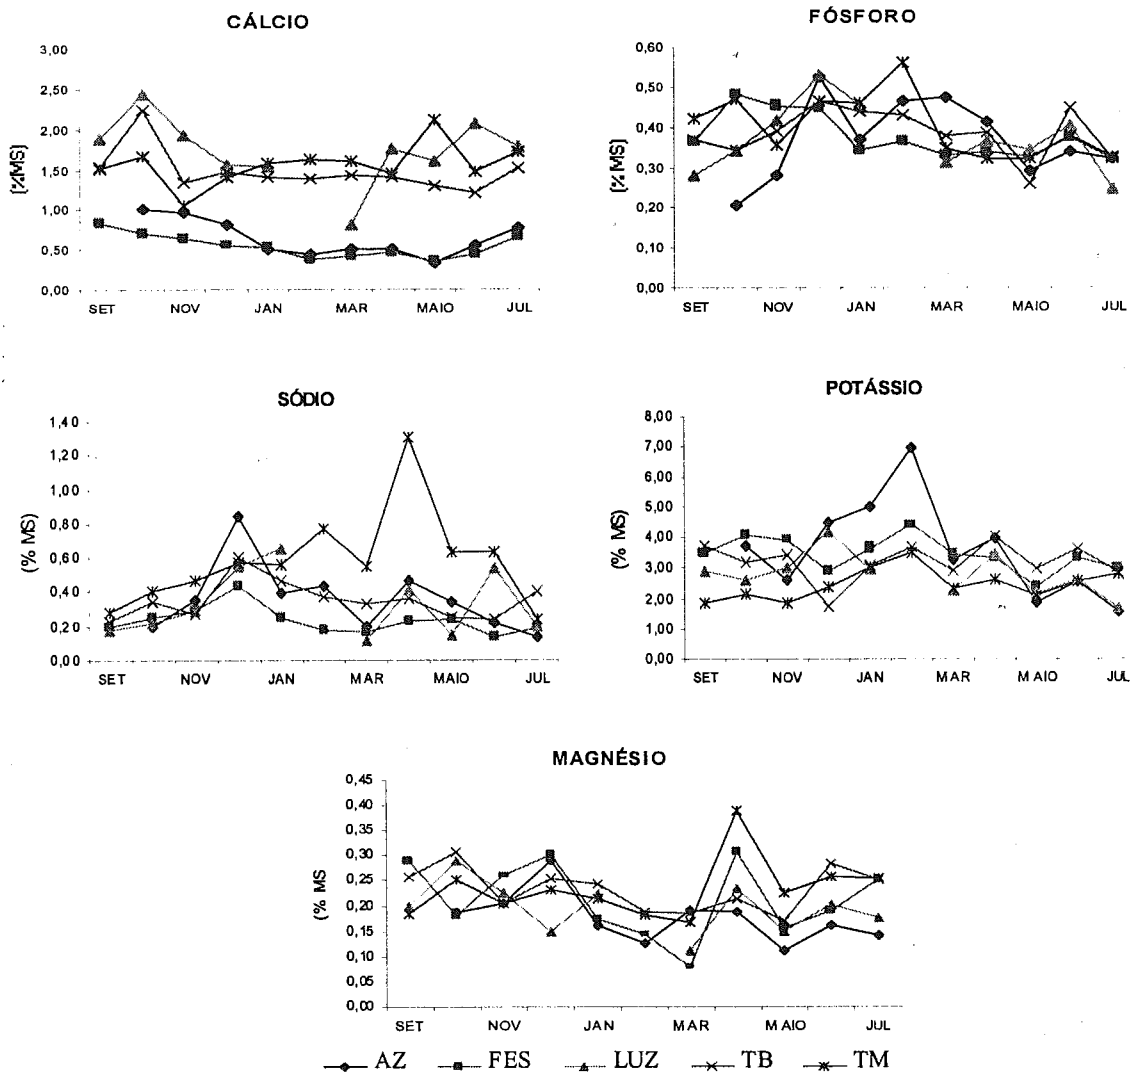 CÁLCIO
(%MS)
3,00
2,50
2,00
1,50
1,00
0,50
0,00
SET NOV JAN MAR MAIO JUL
FÓSFORO
(%MS)
0,60
0,50
0,40
0,30
0,20
0,10
0,00
SET NOV JAN MAR MAIO JUL
SÓDIO
(% MS)
1,40
1,20
1,00
0,80
0,60
0,40
0,20
0,00
SET NOV JAN MAR MAIO JUL
POTÁSSIO
(% MS)
8,00
7,00
6,00
5,00
4,00
3,00
2,00
1,00
0,00
SET NOV JAN MAR MAIO JUL
MAGNÉSIO
(% MS
0,45
0,40
0,35
0,30
0,25
0,20
0,15
0,10
0,05
0,00
SET NOV JAN MAR MAIO JUL
AZ FES LUZ TB TM